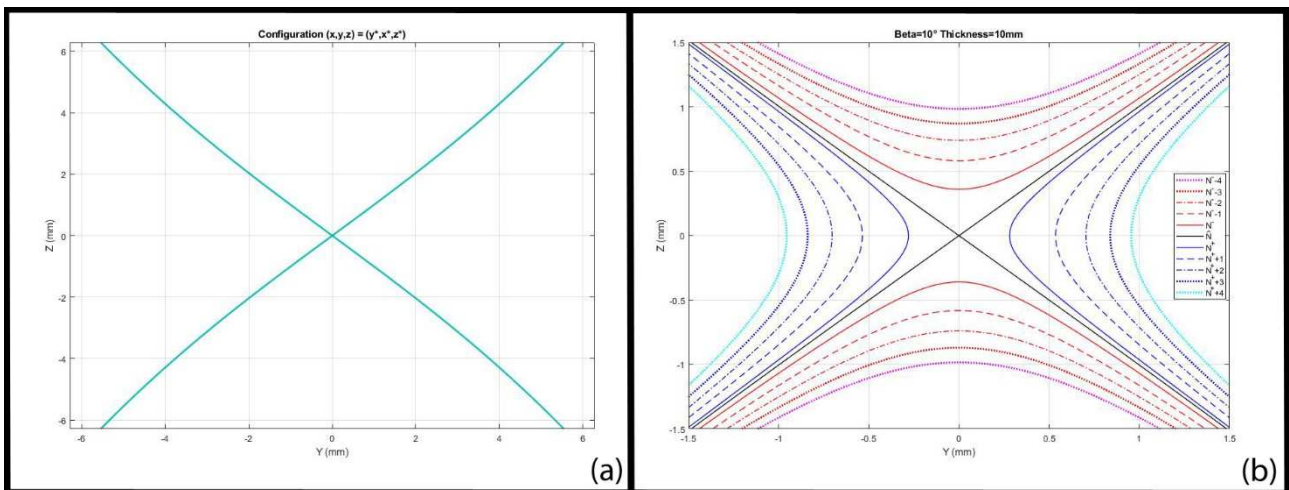 Configuration (x,y,z) = (y*,x*,z*)
6
4
2
0
-2
-4
-6
Z (mm)
-6
-4
-2
0
2
4
6
Y (mm)
(a)
Beta=10° Thickness=10mm
1.5
1
0.5
0
-0.5
-1
-1.5
Z (mm)
-1.5
-1
-0.5
0
0.5
1
1.5
Y (mm)
N⁻-4
N⁻-3
N⁻-2
N⁻-1
N⁻
N⁺
N⁺+1
N⁺+2
N⁺+3
N⁺+4
(b)